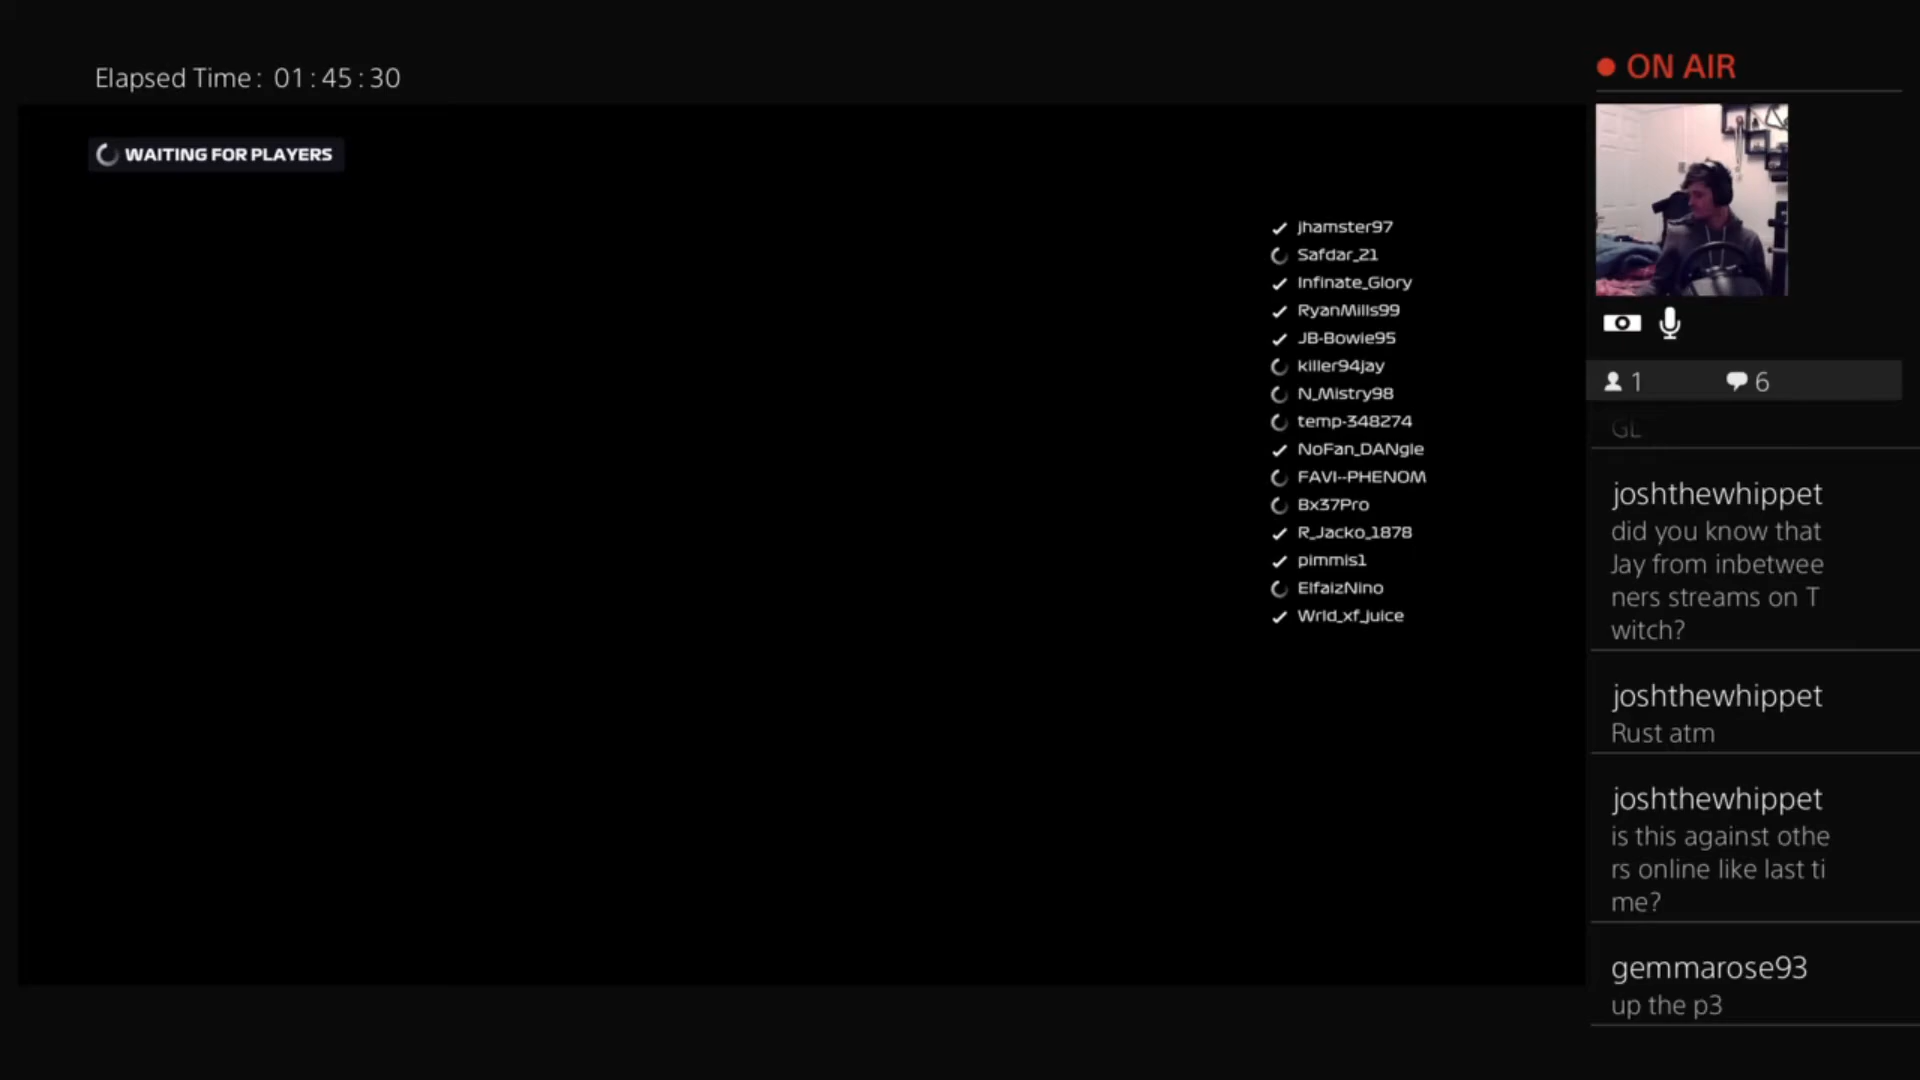 Elapsed Time: 01:45:30
WAITING FOR PLAYERS
jhamster97
Safdar_21
Infinate_Glory
RyanMills99
JB-Bowie95
killer94jay
N_Mistry98
temp-348274
NoFan_DANgle
FAVI--PHENOM
Bx37Pro
R_Jacko_1878
pimmis1
ElfaizNino
Wrld_xf_juice
ON AIR
1 6
GL
joshthewhippet
did you know that
Jay from inbetwee
ners streams on T
witch?
joshthewhippet
Rust atm
joshthewhippet
is this against othe
rs online like last ti
me?
gemmarose93
up the p3